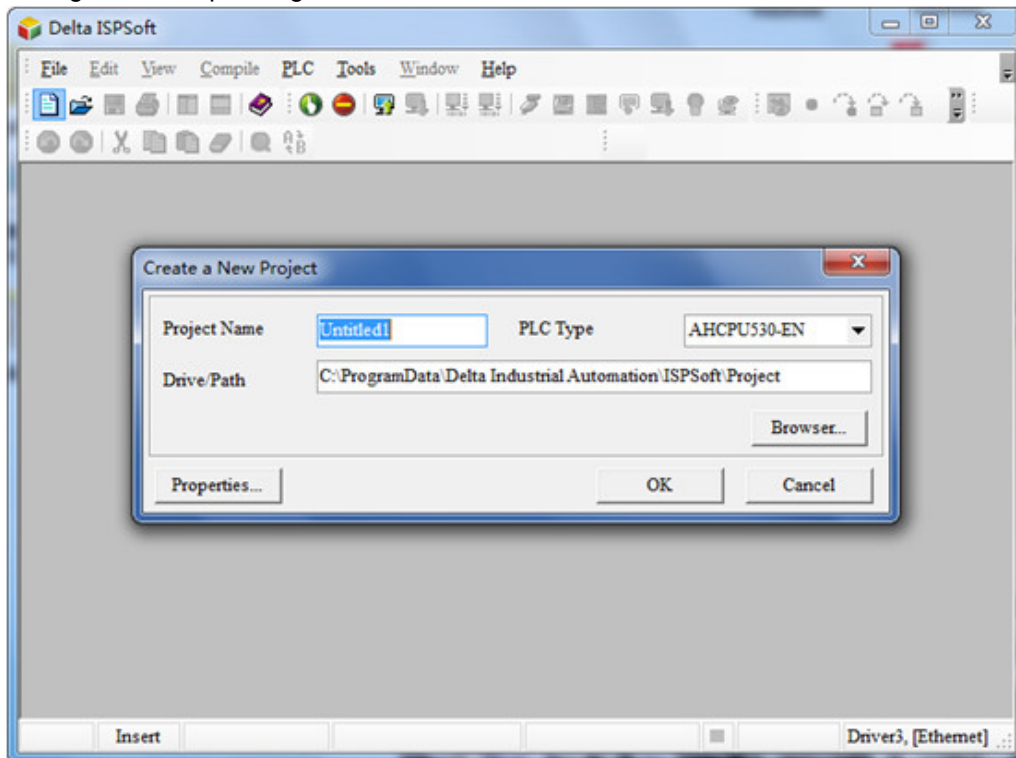 Delta ISPSoft
File Edit View Compile PLC Tools Window Help
Create a New Project
Project Name Untitled1 PLC Type AHCPU530-EN
Drive/Path C:\ProgramData\Delta Industrial Automation\ISPSoft\Project
Browser...
Properties... OK Cancel
Insert Driver3, [Ethernet]